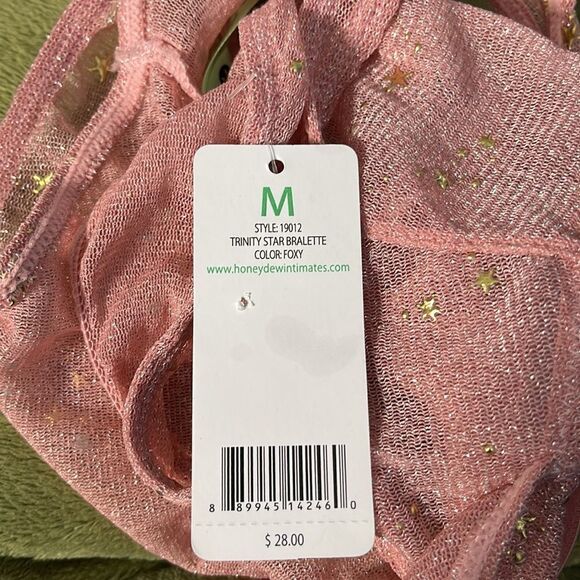 M
STYLE: 19012
TRINITY STAR BRALETTE
COLOR: FOXY
www.honeydewintimates.com
8 89945 14246 0
$ 28.00